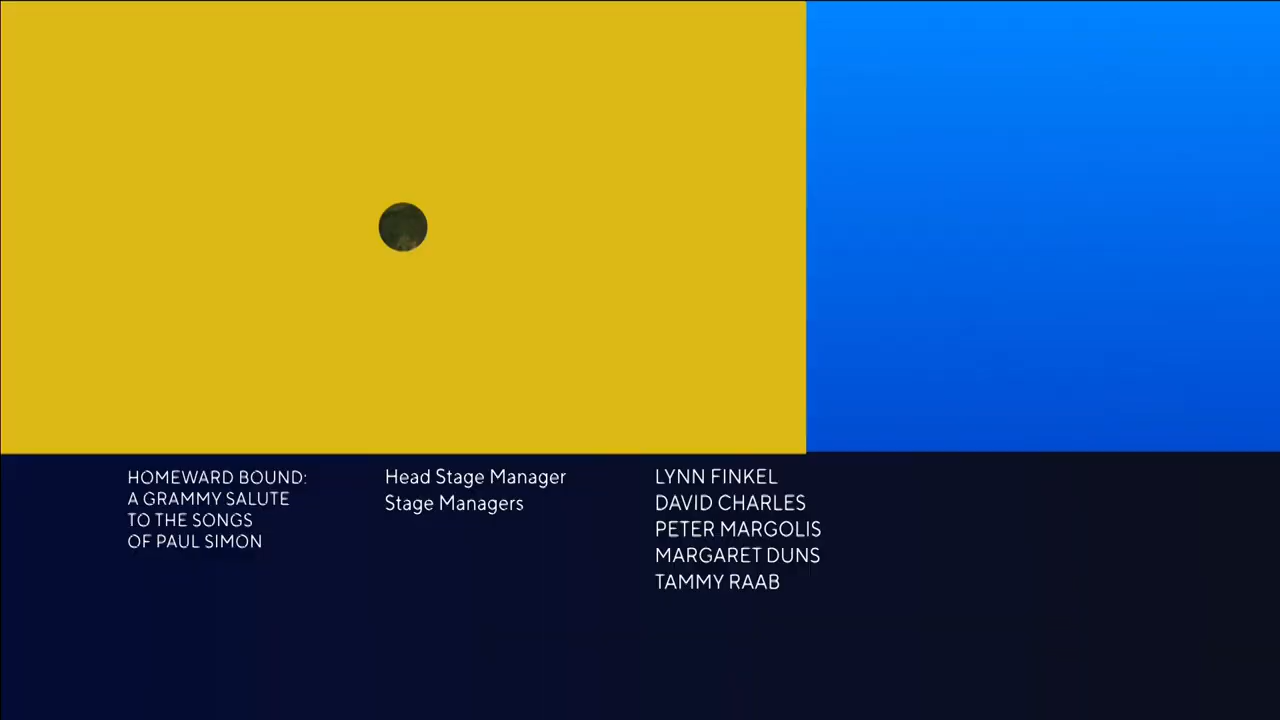 HOMEWARD BOUND:
A GRAMMY SALUTE
TO THE SONGS
OF PAUL SIMON
Head Stage Manager
Stage Managers
LYNN FINKEL
DAVID CHARLES
PETER MARGOLIS
MARGARET DUNS
TAMMY RAAB